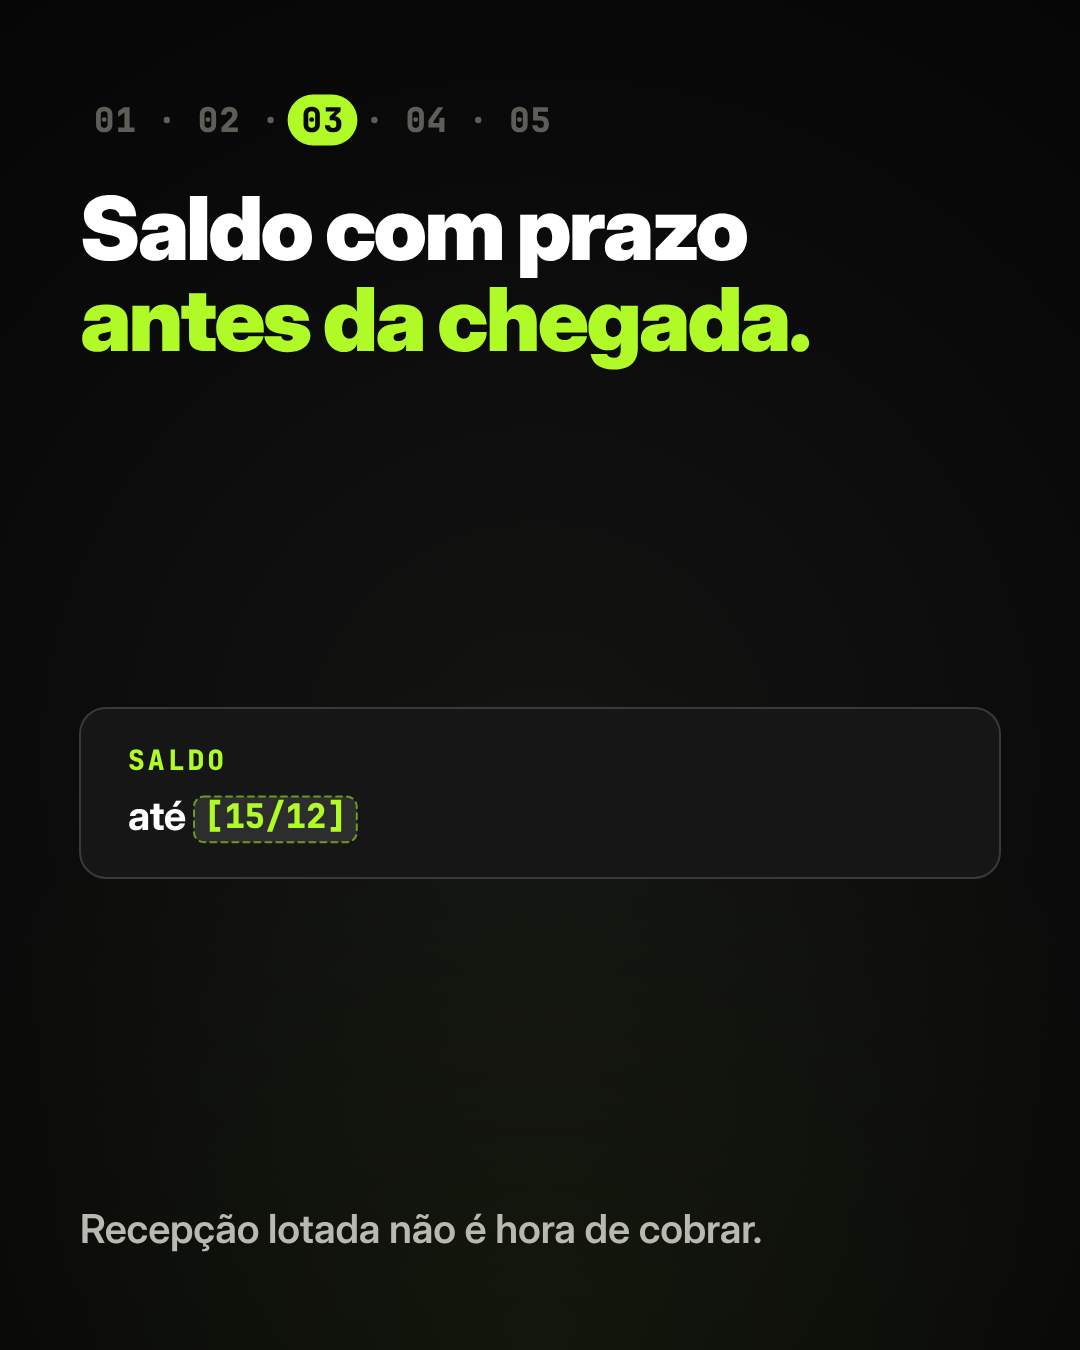 01 · 02 · 03 · 04 · 05
Saldo com prazo
antes da chegada.
SALDO
até [15/12]
Recepção lotada não é hora de cobrar.